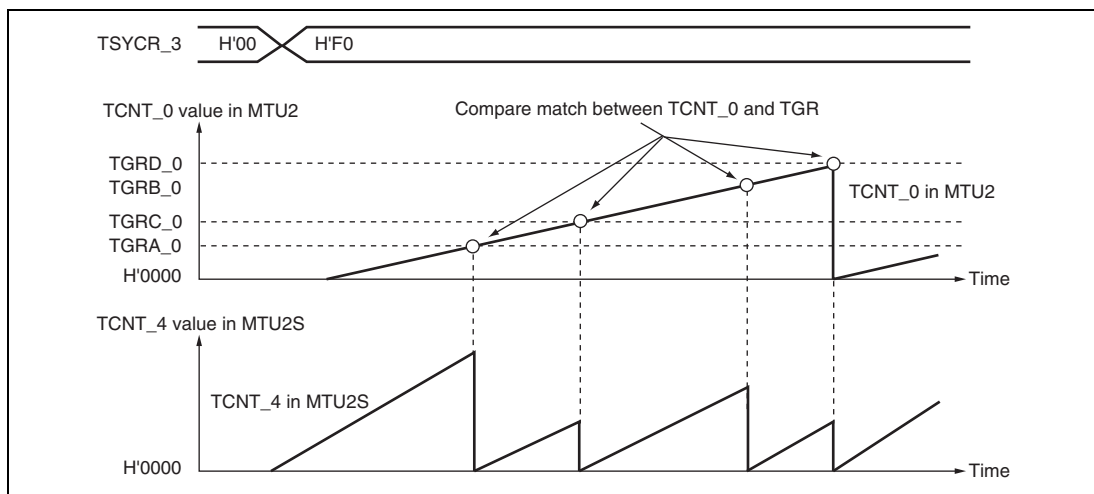 TSYCR_3 H'00 H'F0
TCNT_0 value in MTU2
Compare match between TCNT_0 and TGR
TGRD_0
TGRB_0
TCNT_0 in MTU2
TGRC_0
TGRA_0
H'0000
Time
TCNT_4 value in MTU2S
TCNT_4 in MTU2S
H'0000
Time